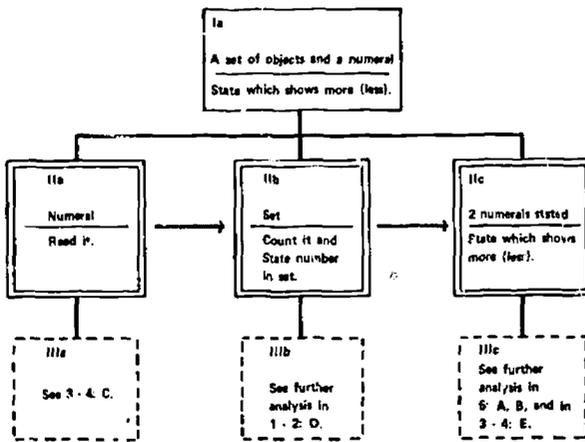 Ia
A set of objects and a numeral
State which shows more (less).
IIa
Numeral
Read it.
IIb
Set
Count it and
State number
in set.
IIc
2 numerals stated
State which shows
more (less).
IIIa
See 3 - 4: C.
IIIb
See further
analysis in
1 - 2: D.
IIIc
See further
analysis in
5: A, B, and in
3 - 4: E.